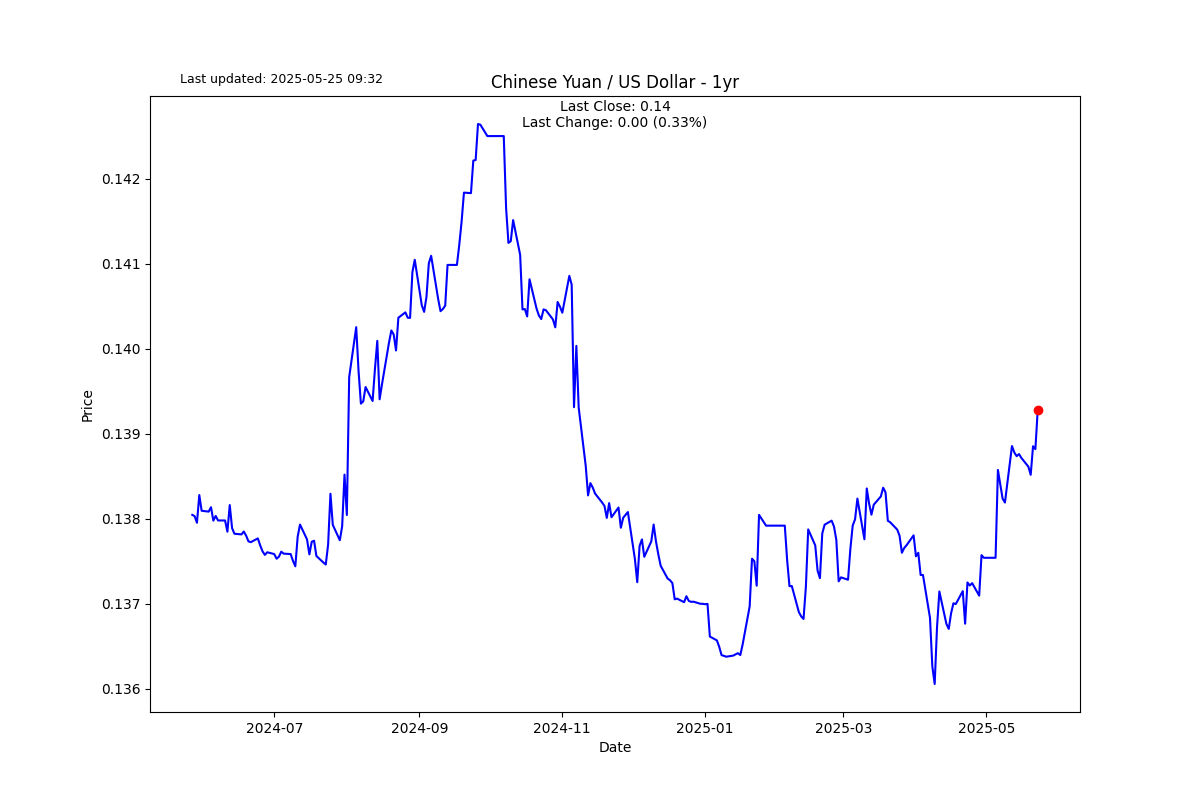 Last updated: 2025-05-25 09:32
Chinese Yuan / US Dollar - 1yr
Last Close: 0.14
Last Change: 0.00 (0.33%)
0.142
0.141
0.140
0.139
0.138
0.137
0.136
Price
2024-07 2024-09 2024-11 2025-01 2025-03 2025-05
Date